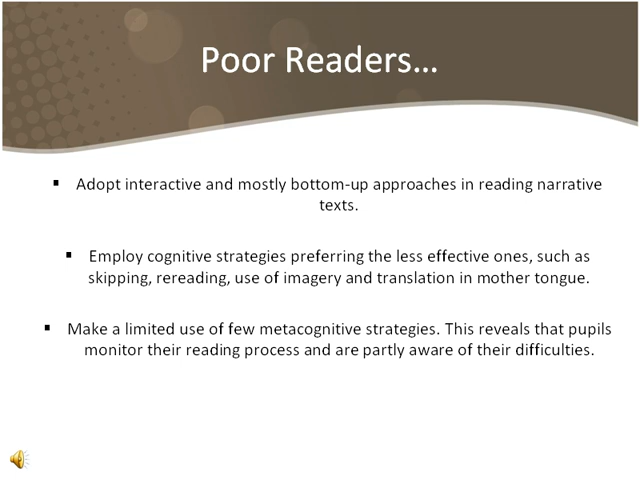 Poor Readers...
▪ Adopt interactive and mostly bottom-up approaches in reading narrative
texts.
▪ Employ cognitive strategies preferring the less effective ones, such as
skipping, rereading, use of imagery and translation in mother tongue.
▪ Make a limited use of few metacognitive strategies. This reveals that pupils
monitor their reading process and are partly aware of their difficulties.